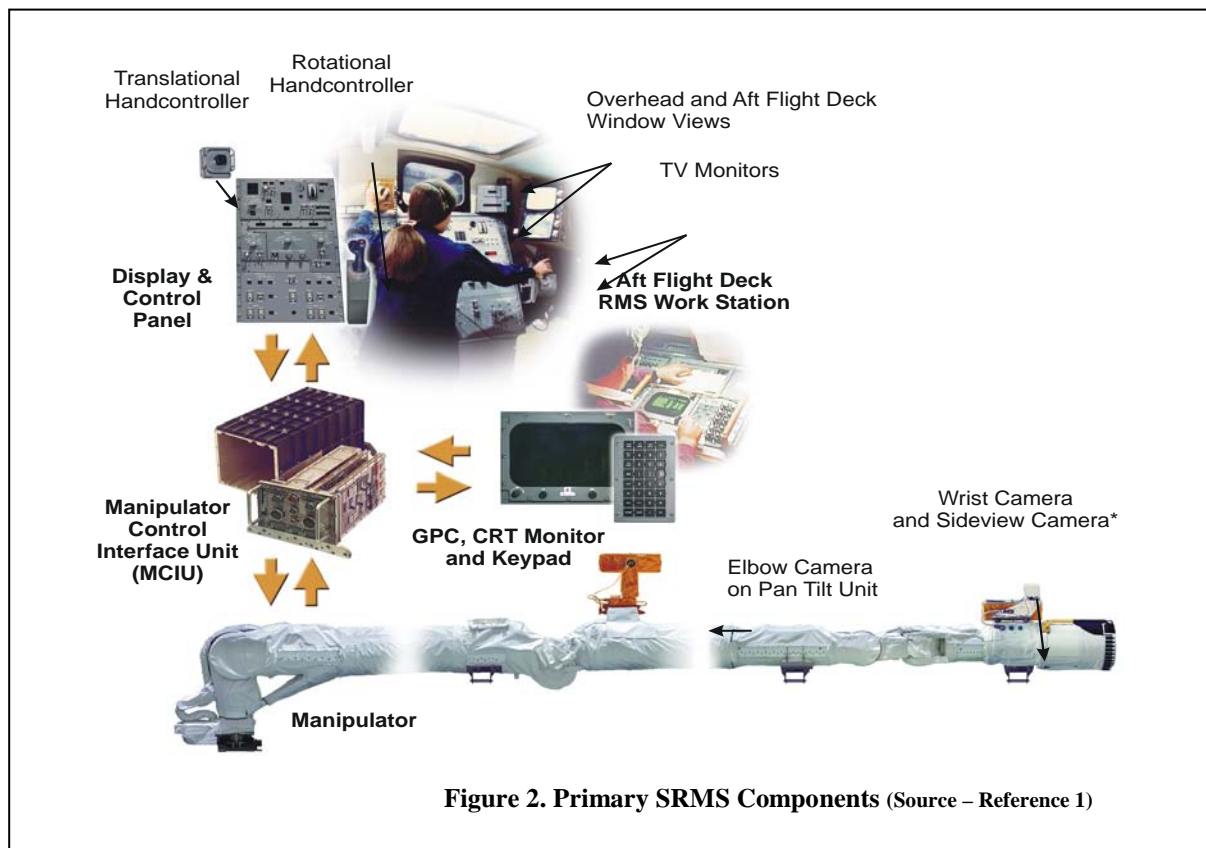 Translational
Handcontroller
Rotational
Handcontroller
Overhead and Aft Flight Deck
Window Views
TV Monitors
Display &
Control
Panel
Aft Flight Deck
RMS Work Station
Manipulator
Control
Interface Unit
(MCIU)
GPC, CRT Monitor
and Keypad
Wrist Camera
and Sideview Camera*
Elbow Camera
on Pan Tilt Unit
Manipulator
Figure 2. Primary SRMS Components (Source – Reference 1)